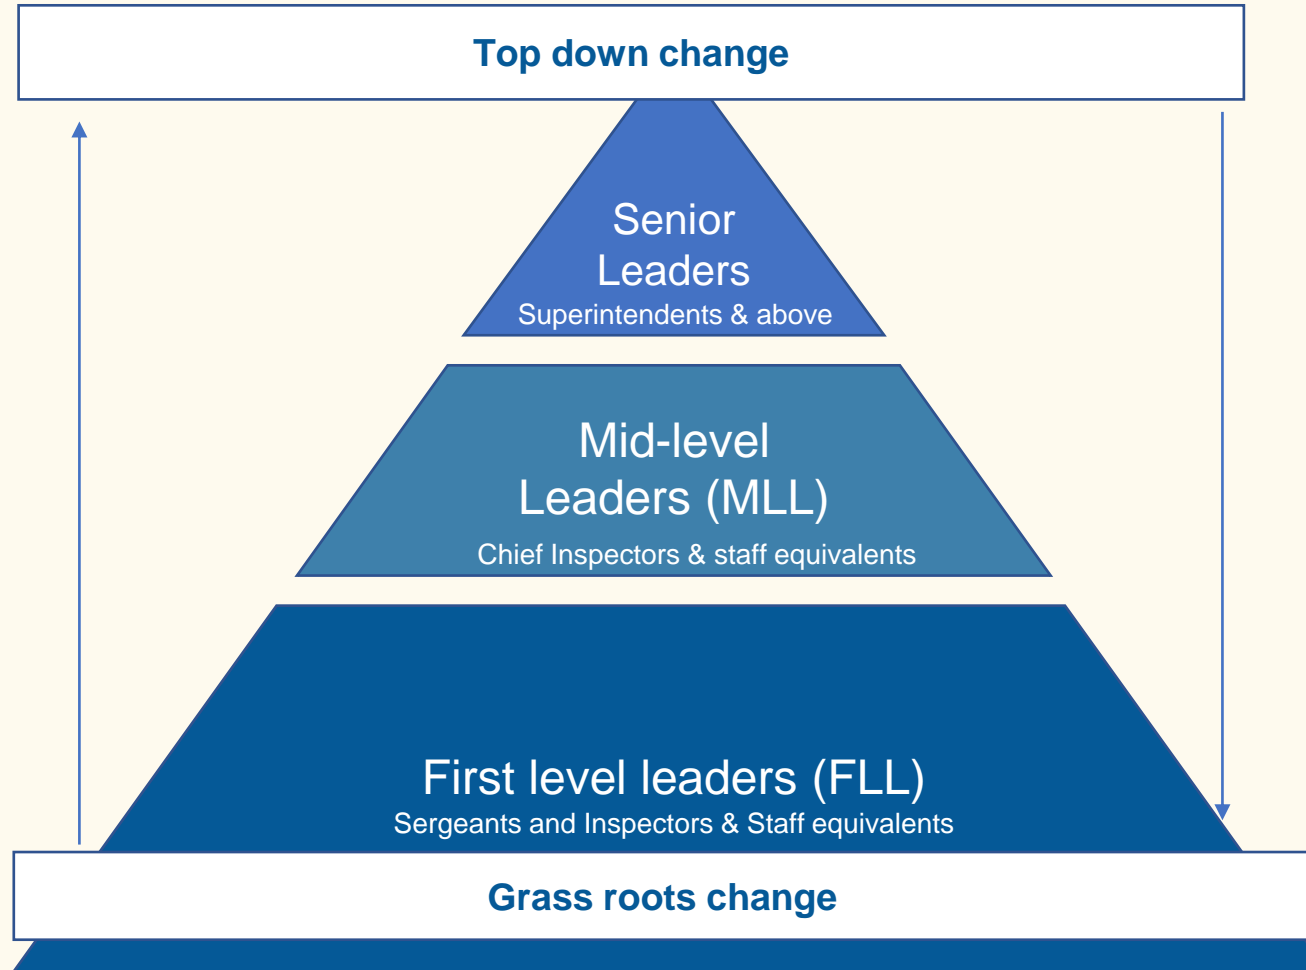 Top down change
Senior
Leaders
Superintendents & above
Mid-level
Leaders (MLL)
Chief Inspectors & staff equivalents
First level leaders (FLL)
Sergeants and Inspectors & Staff equivalents
Grass roots change